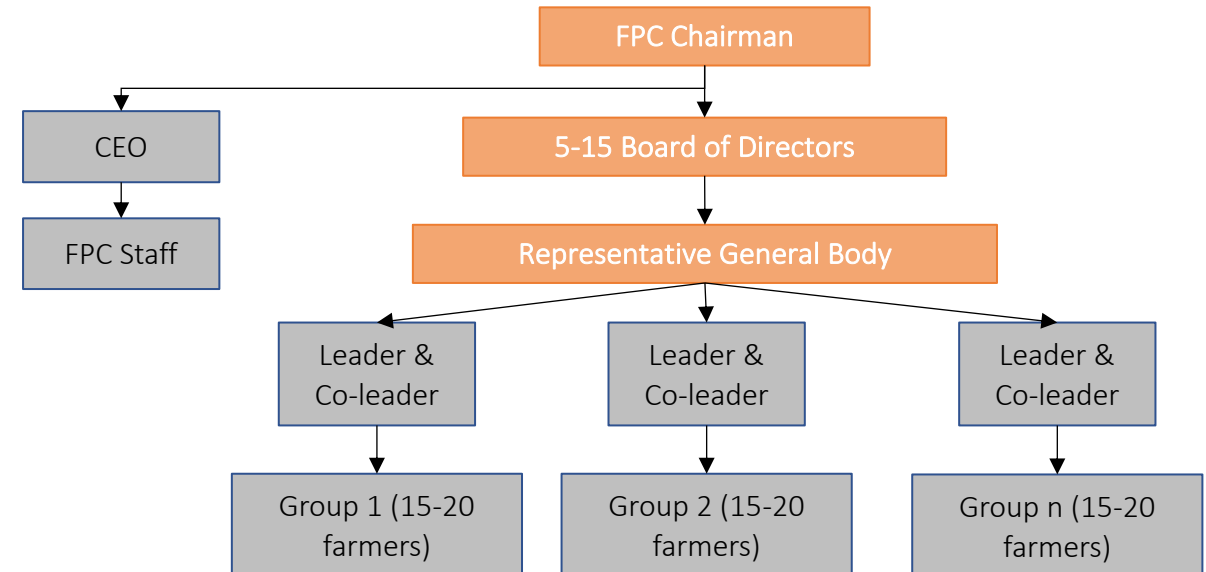 FPC Chairman
CEO
5-15 Board of Directors
FPC Staff
Representative General Body
Leader &
Co-leader
Leader &
Co-leader
Leader &
Co-leader
Group 1 (15-20
farmers)
Group 2 (15-20
farmers)
Group n (15-20
farmers)